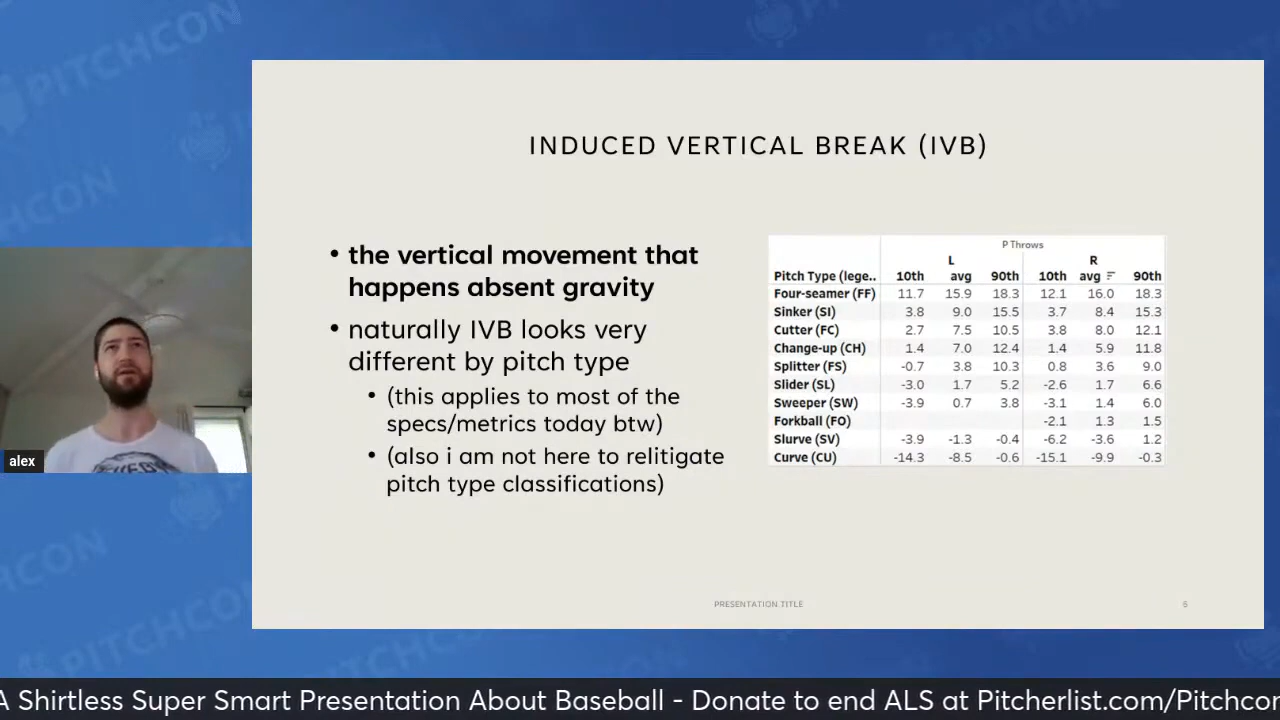 PITCHCON
INDUCED VERTICAL BREAK (IVB)
• the vertical movement that
happens absent gravity
• naturally IVB looks very
different by pitch type
• (this applies to most of the
specs/metrics today btw)
• (also i am not here to relitigate
pitch type classifications)
P Throws
L R
Pitch Type (lege.. 10th avg 90th 10th avg 90th
Four-seamer (FF) 11.7 15.9 18.3 12.1 16.0 18.3
Sinker (SI) 3.8 9.0 15.5 3.7 8.4 15.3
Cutter (FC) 2.7 7.5 10.5 3.8 8.0 12.1
Change-up (CH) 1.4 7.0 12.4 1.4 5.9 11.8
Splitter (FS) -0.7 3.8 10.3 0.8 3.6 9.0
Slider (SL) -3.0 1.7 5.2 -2.6 1.7 6.6
Sweeper (SW) -3.9 0.7 3.8 -3.1 1.4 6.0
Forkball (FO) -2.1 1.3 1.5
Slurve (SV) -3.9 -1.3 -0.4 -6.2 -3.6 1.2
Curve (CU) -14.3 -8.5 -0.6 -15.1 -9.9 -0.3
alex
PRESENTATION TITLE 5
PITCHCON
A Shirtless Super Smart Presentation About Baseball - Donate to end ALS at Pitcherlist.com/Pitchcon